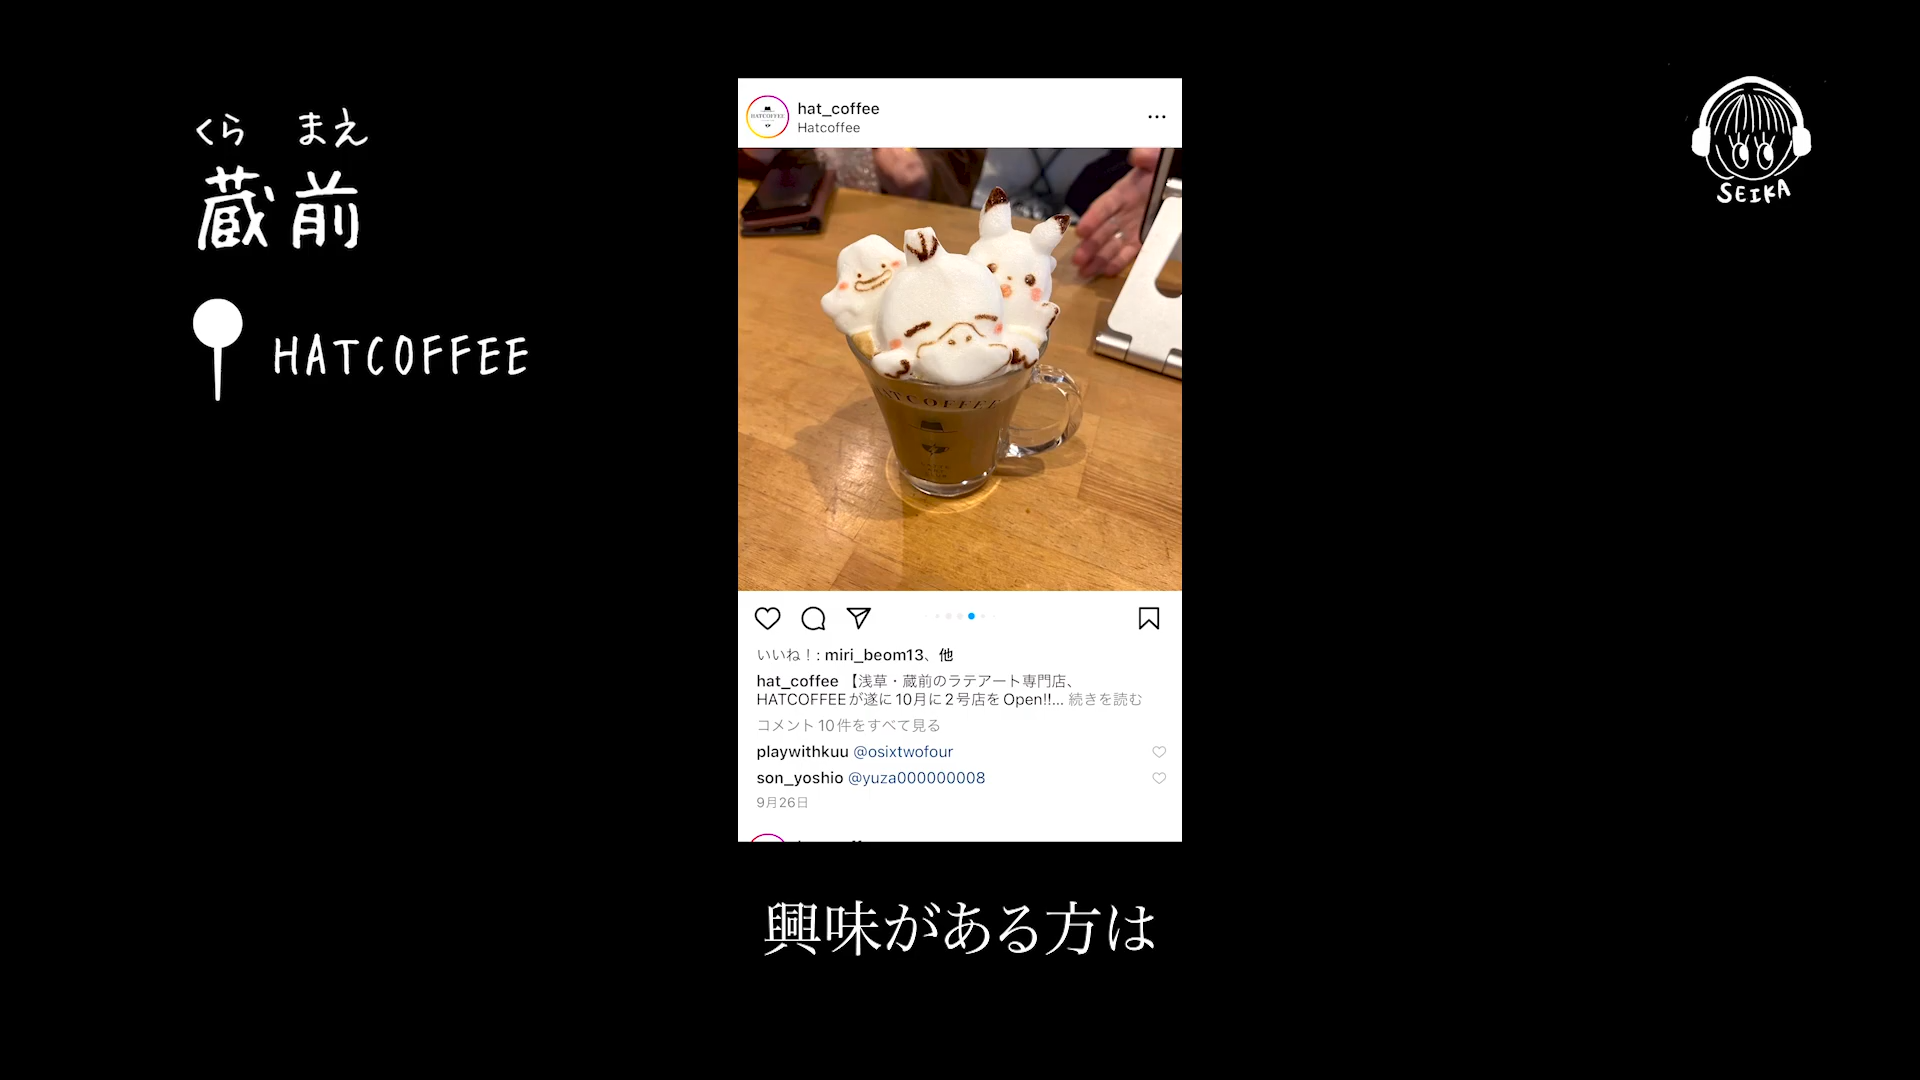 くら まえ
蔵前
HATCOFFEE
SEIKA
hat_coffee
Hatcoffee
HATCOFFEE
いいね！: miri_beom13、他
hat_coffee 【浅草・蔵前のラテアート専門店、
HATCOFFEEが遂に10月に2号店をOpen!!... 続きを読む
コメント10件をすべて見る
playwithkuu @osixtwofour
son_yoshio @yuza000000008
9月26日
興味がある方は